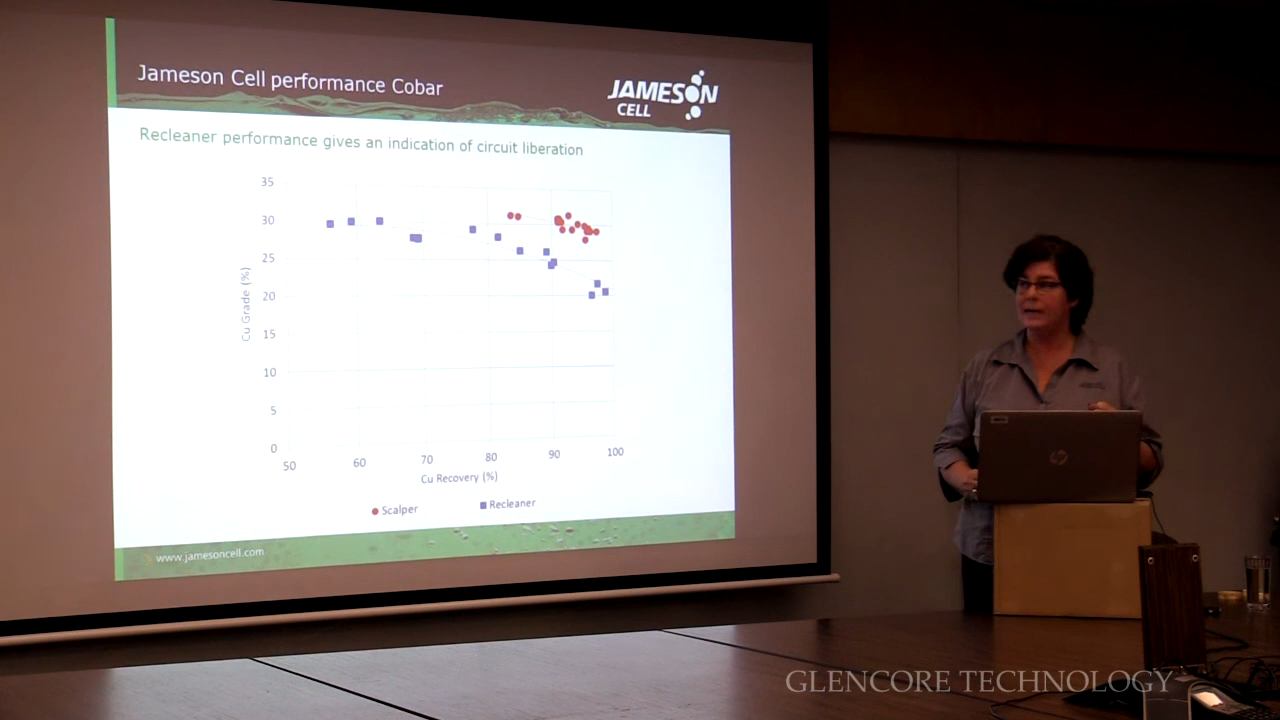 Jameson Cell performance Cobar
JAMESON
CELL
Recleaner performance gives an indication of circuit liberation
35
30
25
20
15
10
5
0
Cu Grade (%)
50 60 70 80 90 100
Cu Recovery (%)
Scalper Recleaner
www.jamesoncell.com
hp
GLENCORE TECHNOLOGY